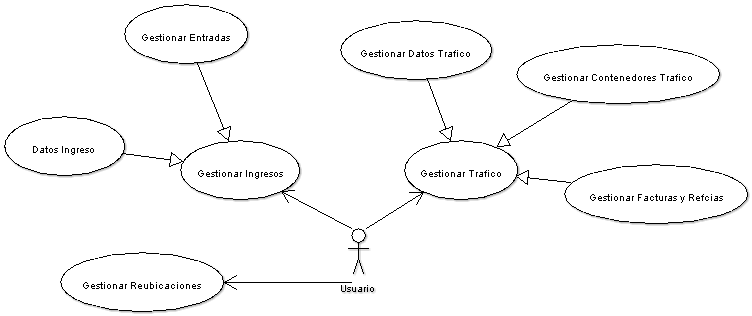 Gestionar Entradas
Gestionar Datos Trafico
Gestionar Contenedores Trafico
Datos Ingreso
Gestionar Ingresos
Gestionar Trafico
Gestionar Facturas y Refcias
Gestionar Reubicaciones
Usuario